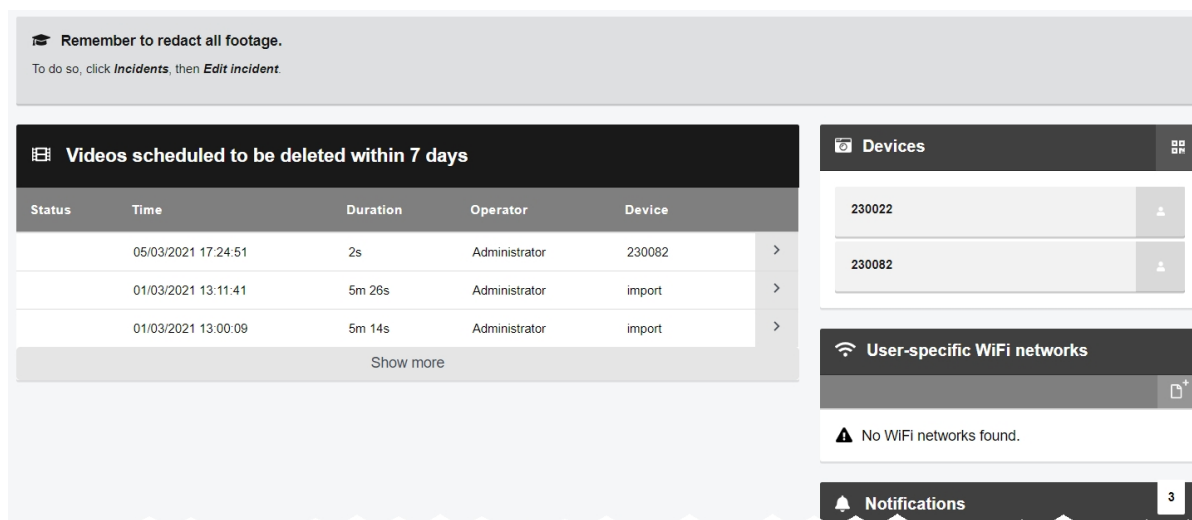 Remember to redact all footage.
To do so, click Incidents, then Edit incident.
Videos scheduled to be deleted within 7 days
Status Time Duration Operator Device
05/03/2021 17:24:51 2s Administrator 230082
01/03/2021 13:11:41 5m 26s Administrator import
01/03/2021 13:00:09 5m 14s Administrator import
Show more
Devices
230022
230082
User-specific WiFi networks
No WiFi networks found.
Notifications 3